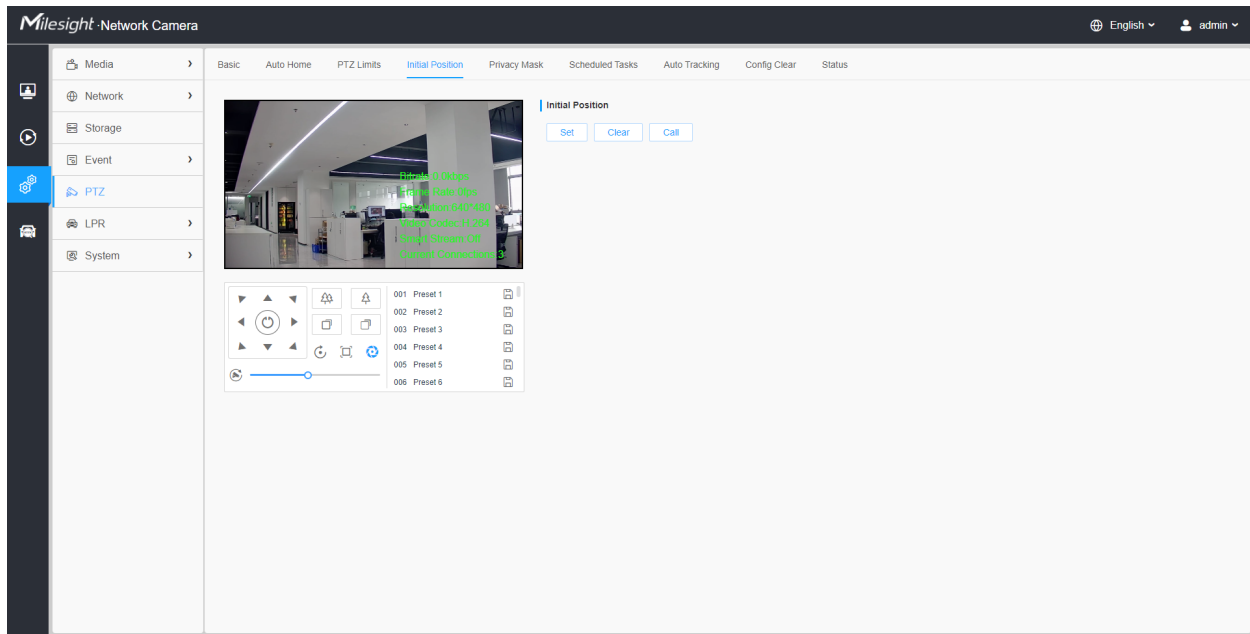 Milesight·Network Camera
English
admin
Media
Network
Storage
Event
PTZ
LPR
System
Basic Auto Home PTZ Limits Initial Position Privacy Mask Scheduled Tasks Auto Tracking Config Clear Status
Initial Position
Set Clear Call
001 Preset 1
002 Preset 2
003 Preset 3
004 Preset 4
005 Preset 5
006 Preset 6